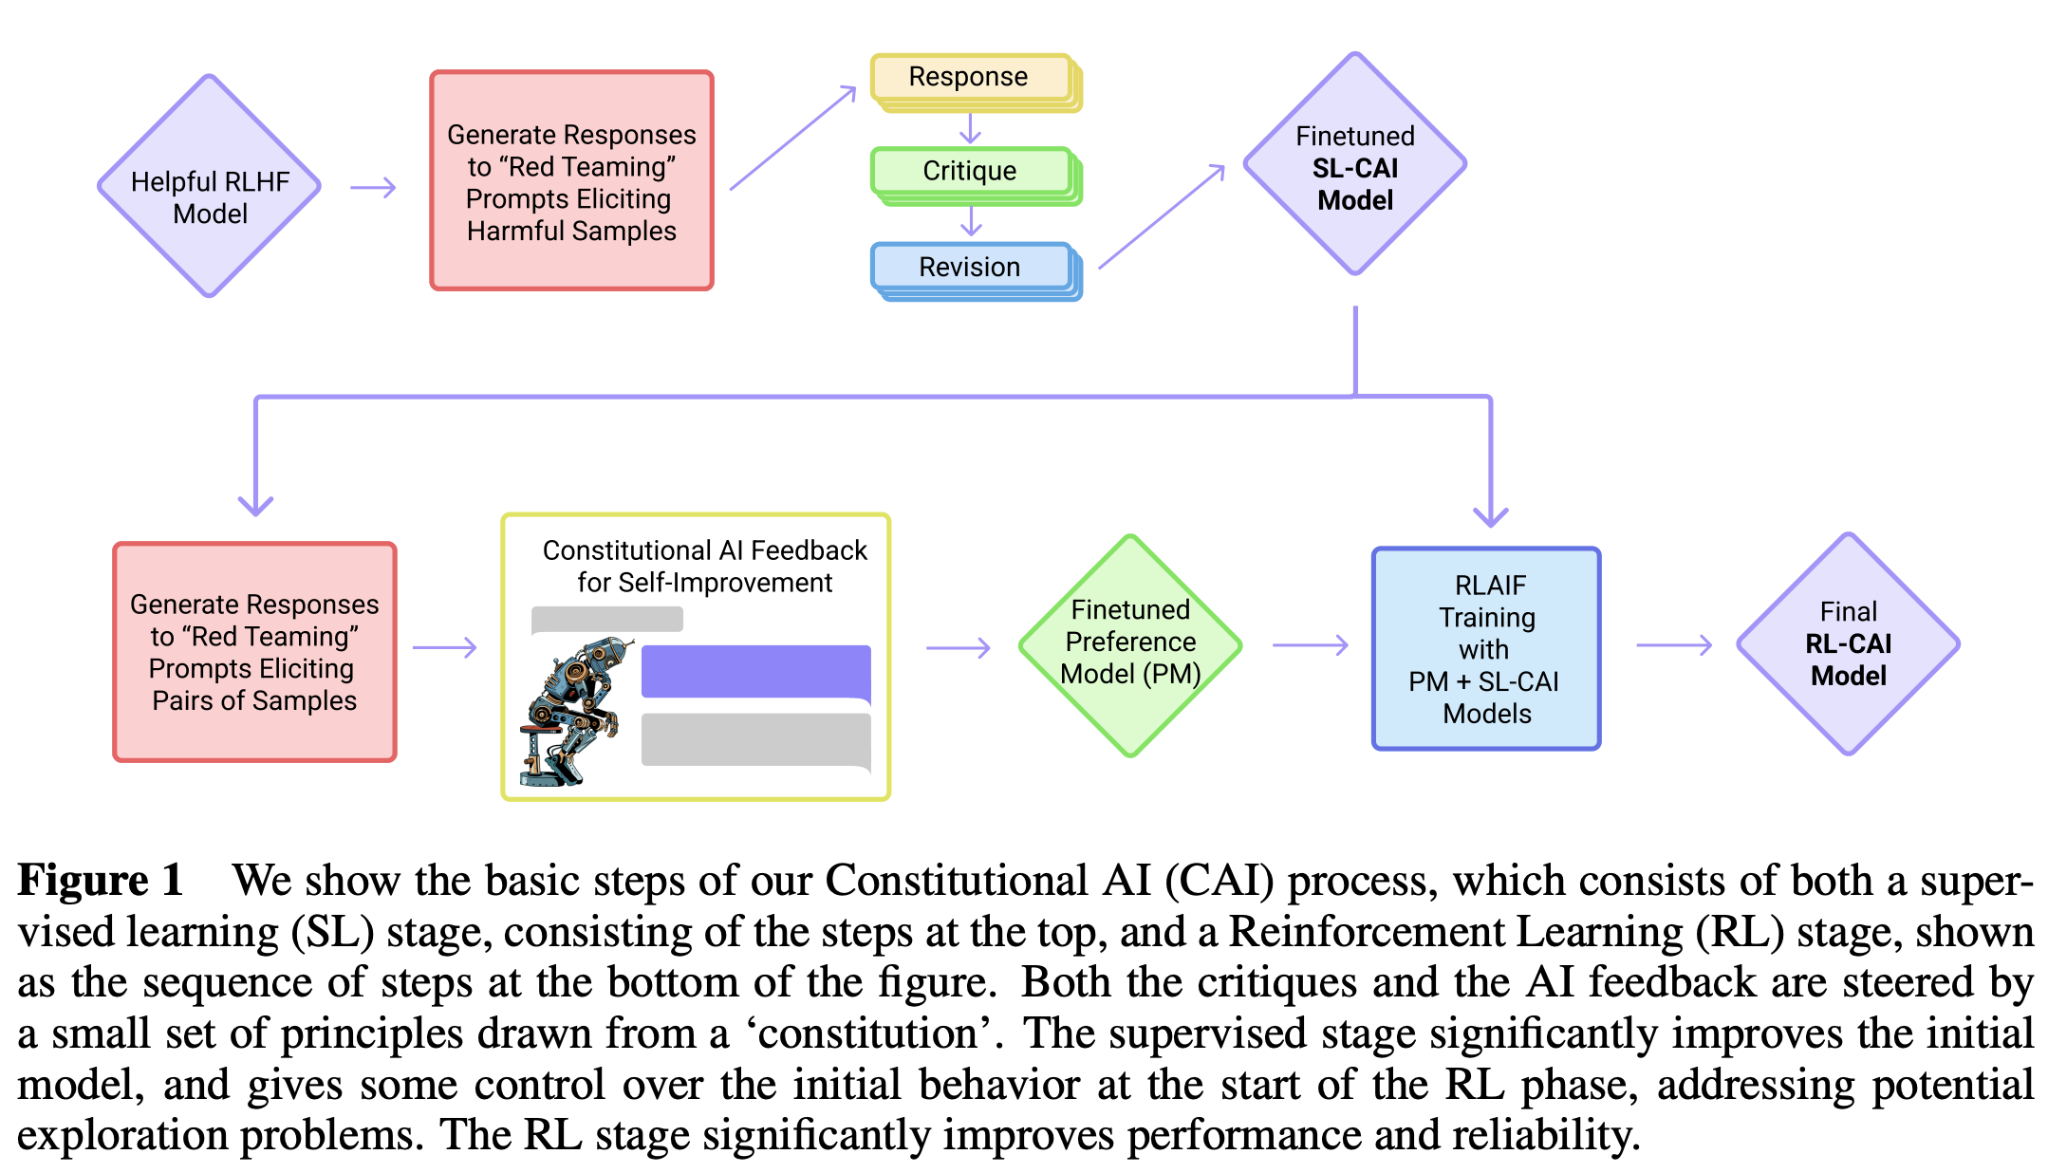 Helpful RLHF
Model
Generate Responses
to “Red Teaming”
Prompts Eliciting
Harmful Samples
Response
Critique
Revision
Finetuned
SL-CAI
Model
Generate Responses
to “Red Teaming”
Prompts Eliciting
Pairs of Samples
Constitutional AI Feedback
for Self-Improvement
Finetuned
Preference
Model (PM)
RLAIF
Training
with
PM + SL-CAI
Models
Final
RL-CAI
Model
Figure 1 We show the basic steps of our Constitutional AI (CAI) process, which consists of both a super-
vised learning (SL) stage, consisting of the steps at the top, and a Reinforcement Learning (RL) stage, shown
as the sequence of steps at the bottom of the figure. Both the critiques and the AI feedback are steered by
a small set of principles drawn from a ‘constitution’. The supervised stage significantly improves the initial
model, and gives some control over the initial behavior at the start of the RL phase, addressing potential
exploration problems. The RL stage significantly improves performance and reliability.